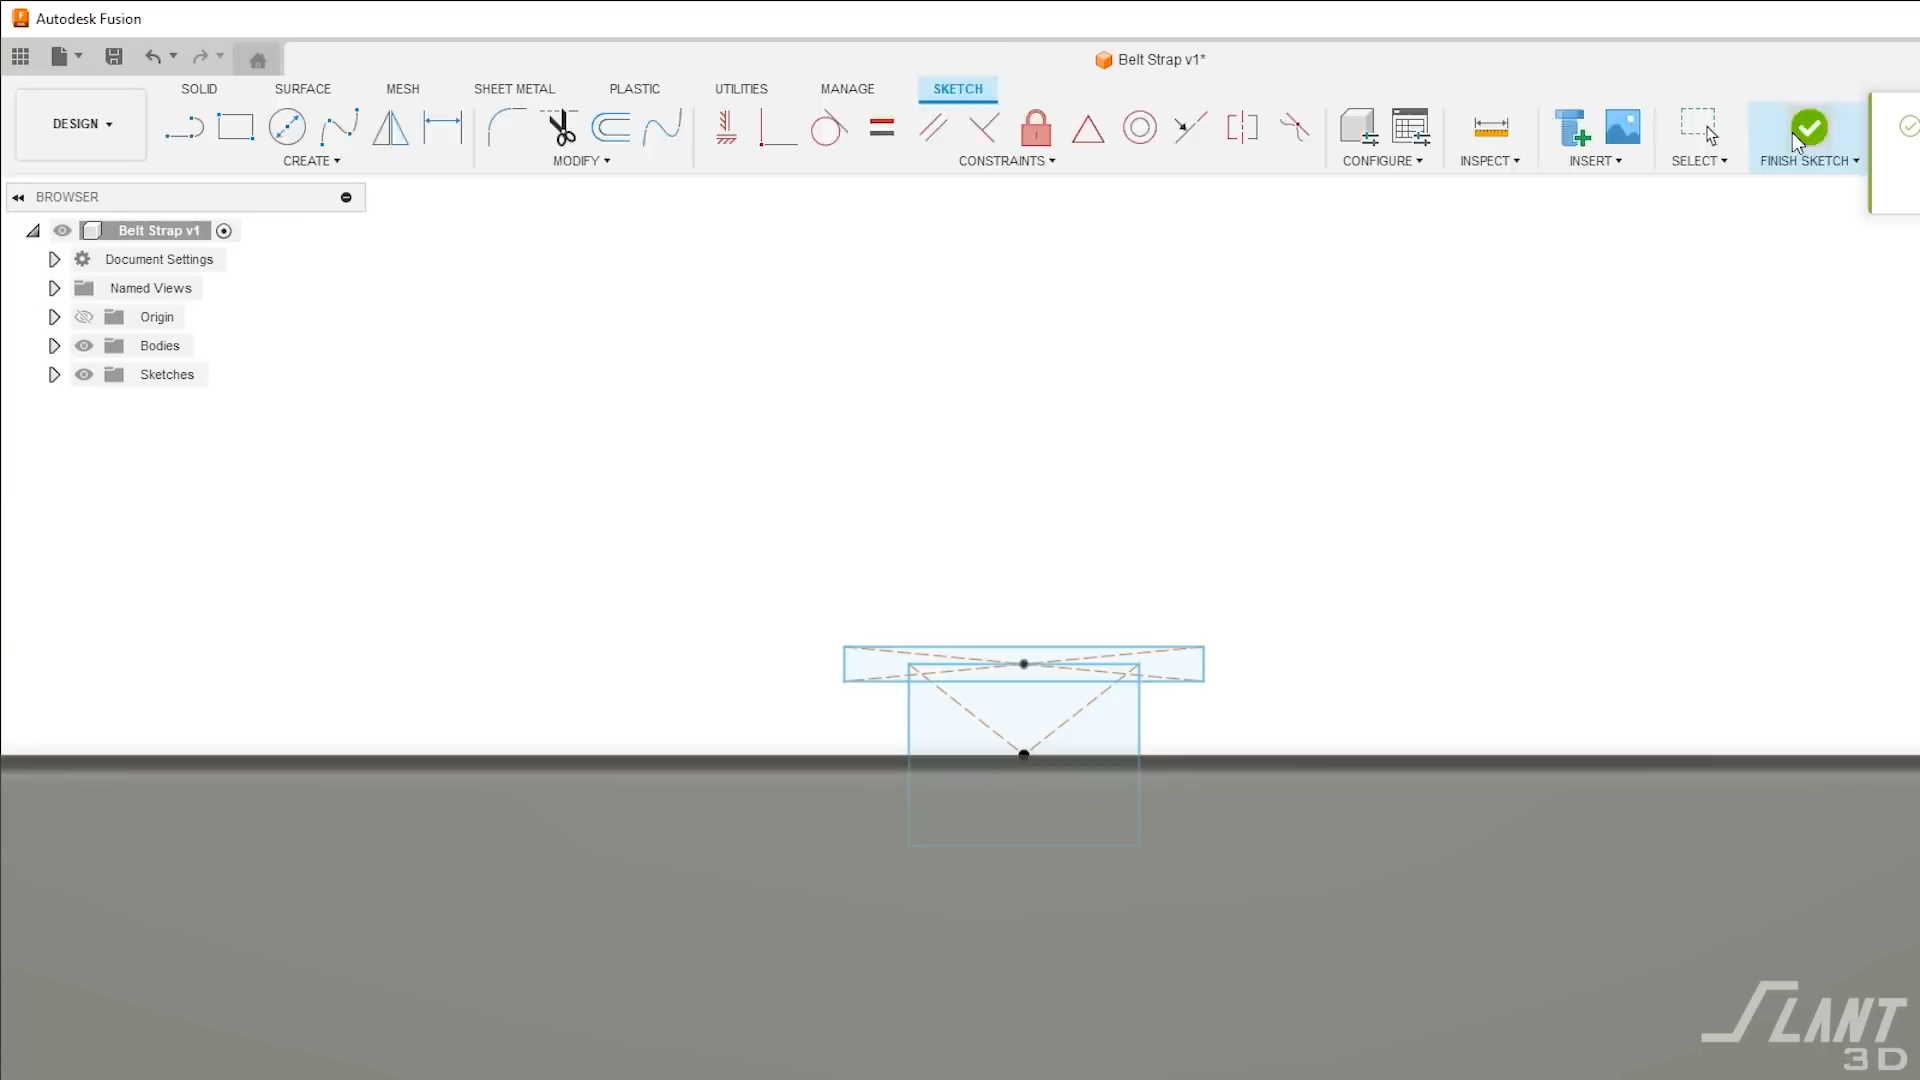 Autodesk Fusion
Belt Strap v1*
SOLID SURFACE MESH SHEET METAL PLASTIC UTILITIES MANAGE SKETCH
DESIGN
CREATE MODIFY CONSTRAINTS CONFIGURE INSPECT INSERT SELECT FINISH SKETCH
BROWSER
Belt Strap v1
Document Settings
Named Views
Origin
Bodies
Sketches
SLANT
3D